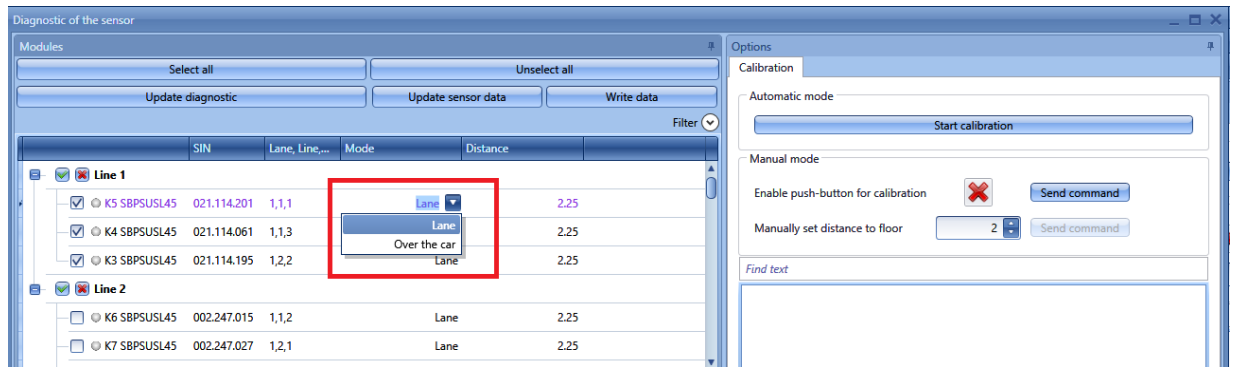 Diagnostic of the sensor
Modules
Select all
Unselect all
Update diagnostic
Update sensor data
Write data
Filter
SIN
Lane, Line,...
Mode
Distance
Line 1
K5 SBPSUSL45 021.114.201 1,1,1 Lane 2.25
Lane
K4 SBPSUSL45 021.114.061 1,1,3 2.25
Over the car
K3 SBPSUSL45 021.114.195 1,2,2 Lane 2.25
Line 2
K6 SBPSUSL45 002.247.015 1,1,2 Lane 2.25
K7 SBPSUSL45 002.247.027 1,2,1 Lane 2.25
Options
Calibration
Automatic mode
Start calibration
Manual mode
Enable push-button for calibration
Send command
Manually set distance to floor 2
Send command
Find text